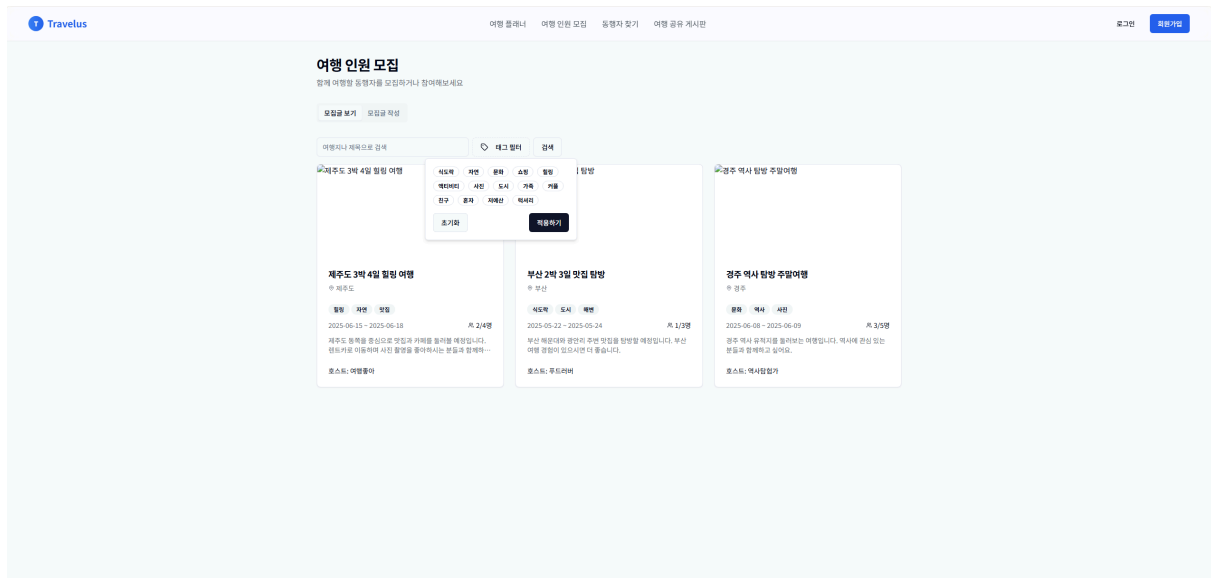 T Travelus
여행 플래너 여행 인원 모집 동행자 찾기 여행 공유 게시판
로그인 회원가입
여행 인원 모집
함께 여행할 동행자를 모집하거나 참여해보세요
모집글 보기 모집글 작성
여행지나 제목으로 검색 태그 필터 검색
식도락 자연 문화 쇼핑 힐링
액티비티 사진 도시 가족 커플
친구 혼자 저예산 럭셔리
초기화 적용하기
제주도 3박 4일 힐링 여행
제주도 3박 4일 힐링 여행
제주도
힐링 자연 맛집
2025-06-15 ~ 2025-06-18 2/4명
제주도 동쪽을 중심으로 맛집과 카페를 둘러볼 예정입니다.
렌트카로 이동하며 사진 촬영을 좋아하시는 분들과 함께하…
호스트: 여행좋아
탐방
부산 2박 3일 맛집 탐방
부산
식도락 도시 해변
2025-05-22 ~ 2025-05-24 1/3명
부산 해운대와 광안리 주변 맛집을 탐방할 예정입니다. 부산
여행 경험이 있으시면 더 좋습니다.
호스트: 푸드러버
경주 역사 탐방 주말여행
경주 역사 탐방 주말여행
경주
문화 역사 사진
2025-06-08 ~ 2025-06-09 3/5명
경주 역사 유적지를 둘러보는 여행입니다. 역사에 관심 있는
분들과 함께하고 싶어요.
호스트: 역사탐험가